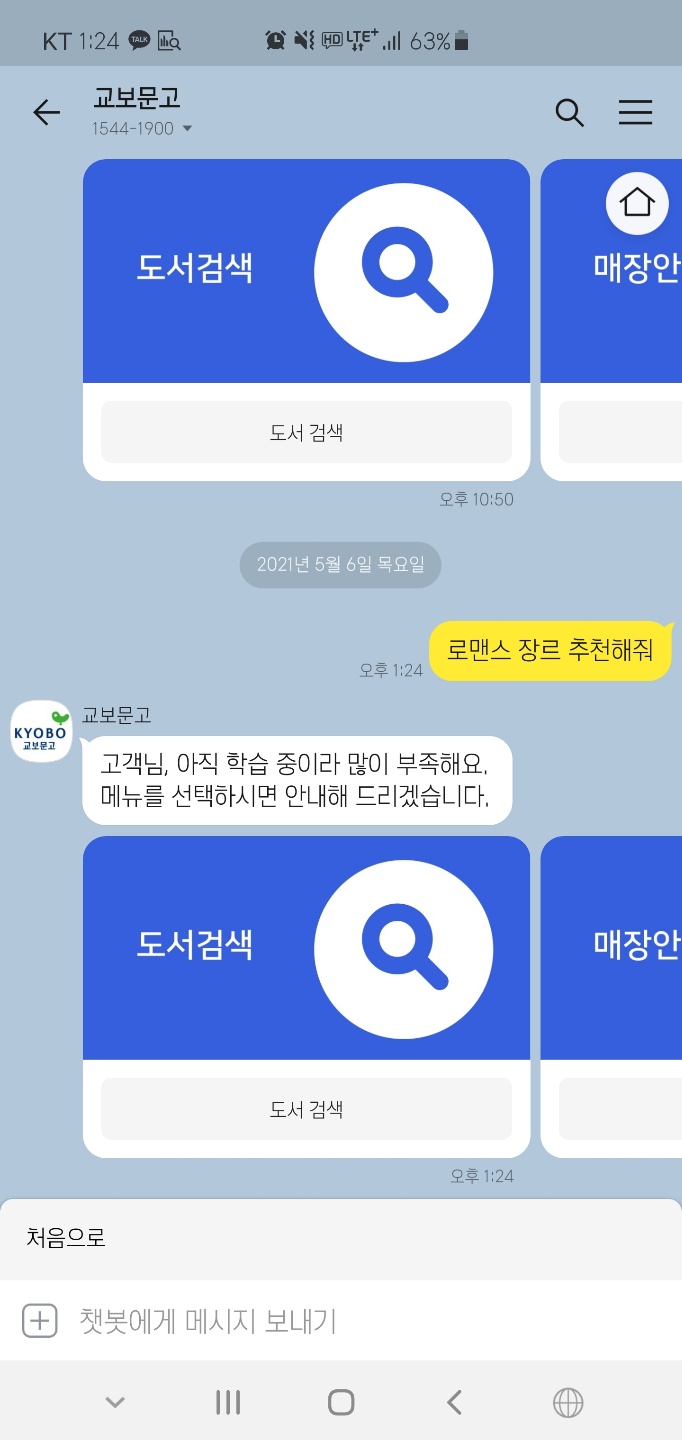 KT 1:24 TALK HD LTE+ 63%
교보문고
1544-1900
도서검색
매장안
도서 검색
오후 10:50
2021년 5월 6일 목요일
로맨스 장르 추천해줘
오후 1:24
KYOBO
교보문고
교보문고
고객님, 아직 학습 중이라 많이 부족해요.
메뉴를 선택하시면 안내해 드리겠습니다.
도서검색
매장안
도서 검색
오후 1:24
처음으로
챗봇에게 메시지 보내기